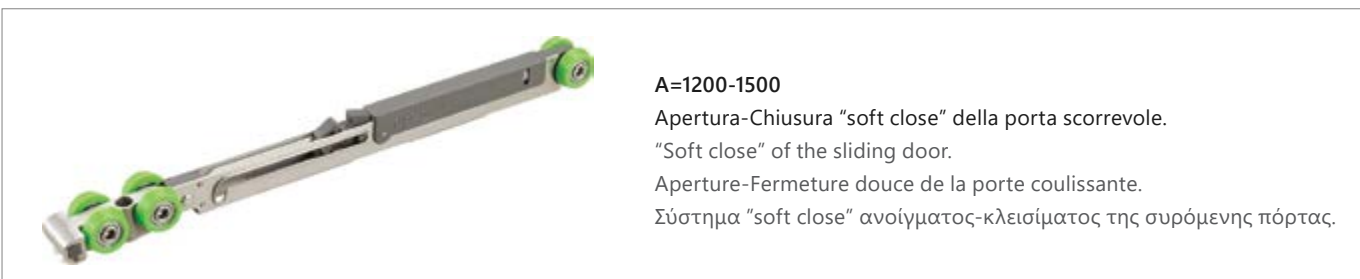 A=1200-1500
Apertura-Chiusura “soft close” della porta scorrevole.
“Soft close” of the sliding door.
Aperture-Fermeture douce de la porte coulissante.
Σύστημα “soft close” ανοίγματος-κλεισίματος της συρόμενης πόρτας.